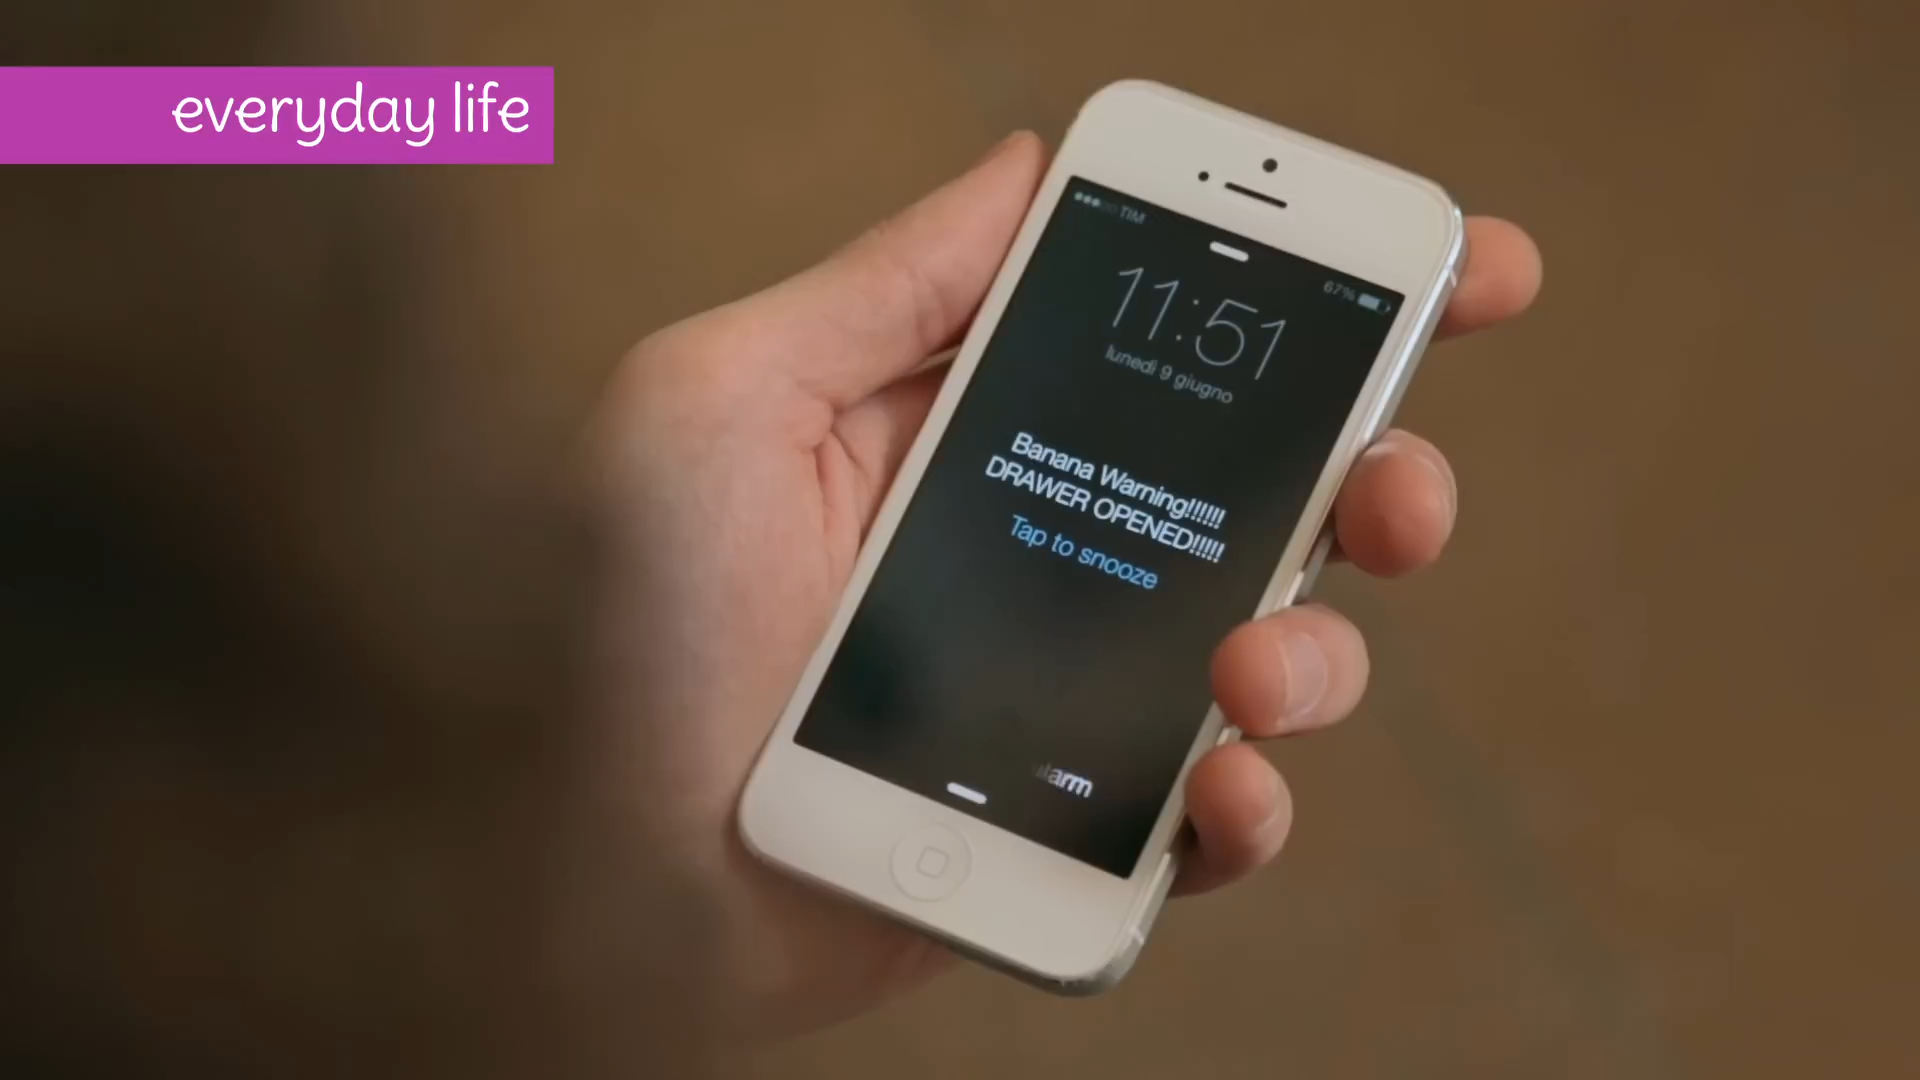 everyday life
TIM
67%
11:51
lunedì 9 giugno
Banana Warning!!!!!!
DRAWER OPENED!!!!!
Tap to snooze